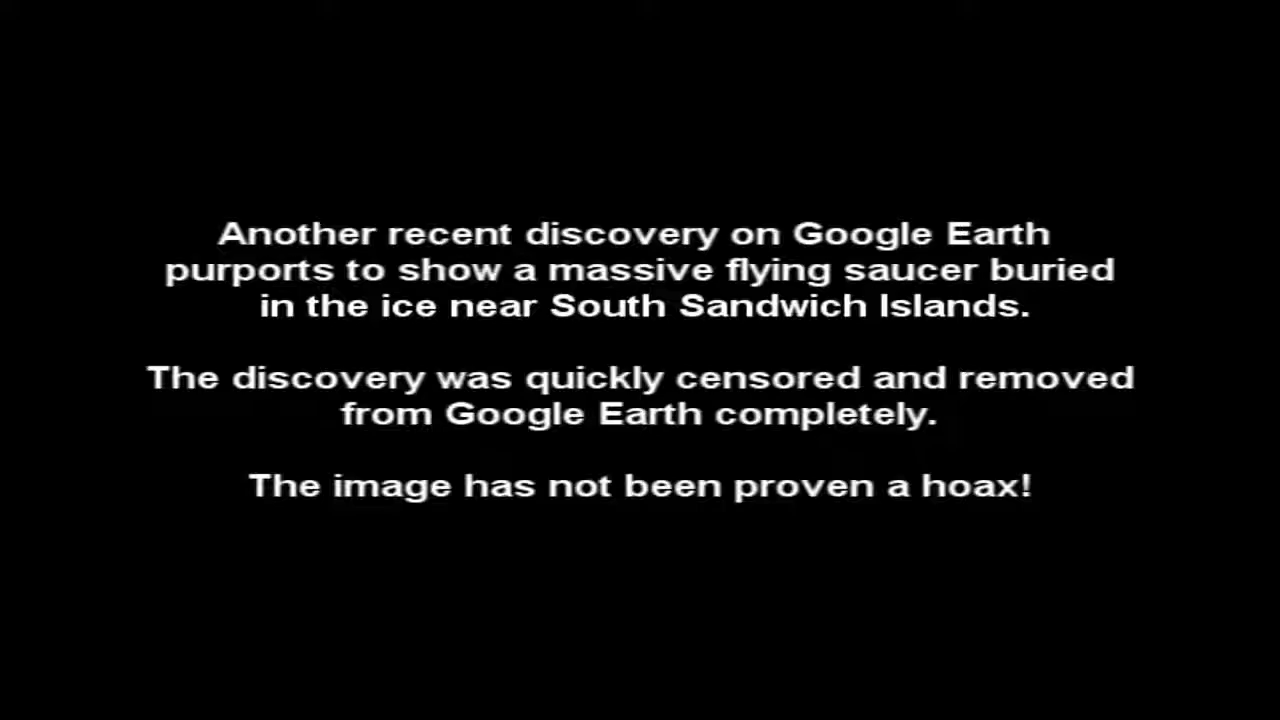 Another recent discovery on Google Earth
purports to show a massive flying saucer buried
in the ice near South Sandwich Islands.
The discovery was quickly censored and removed
from Google Earth completely.
The image has not been proven a hoax!